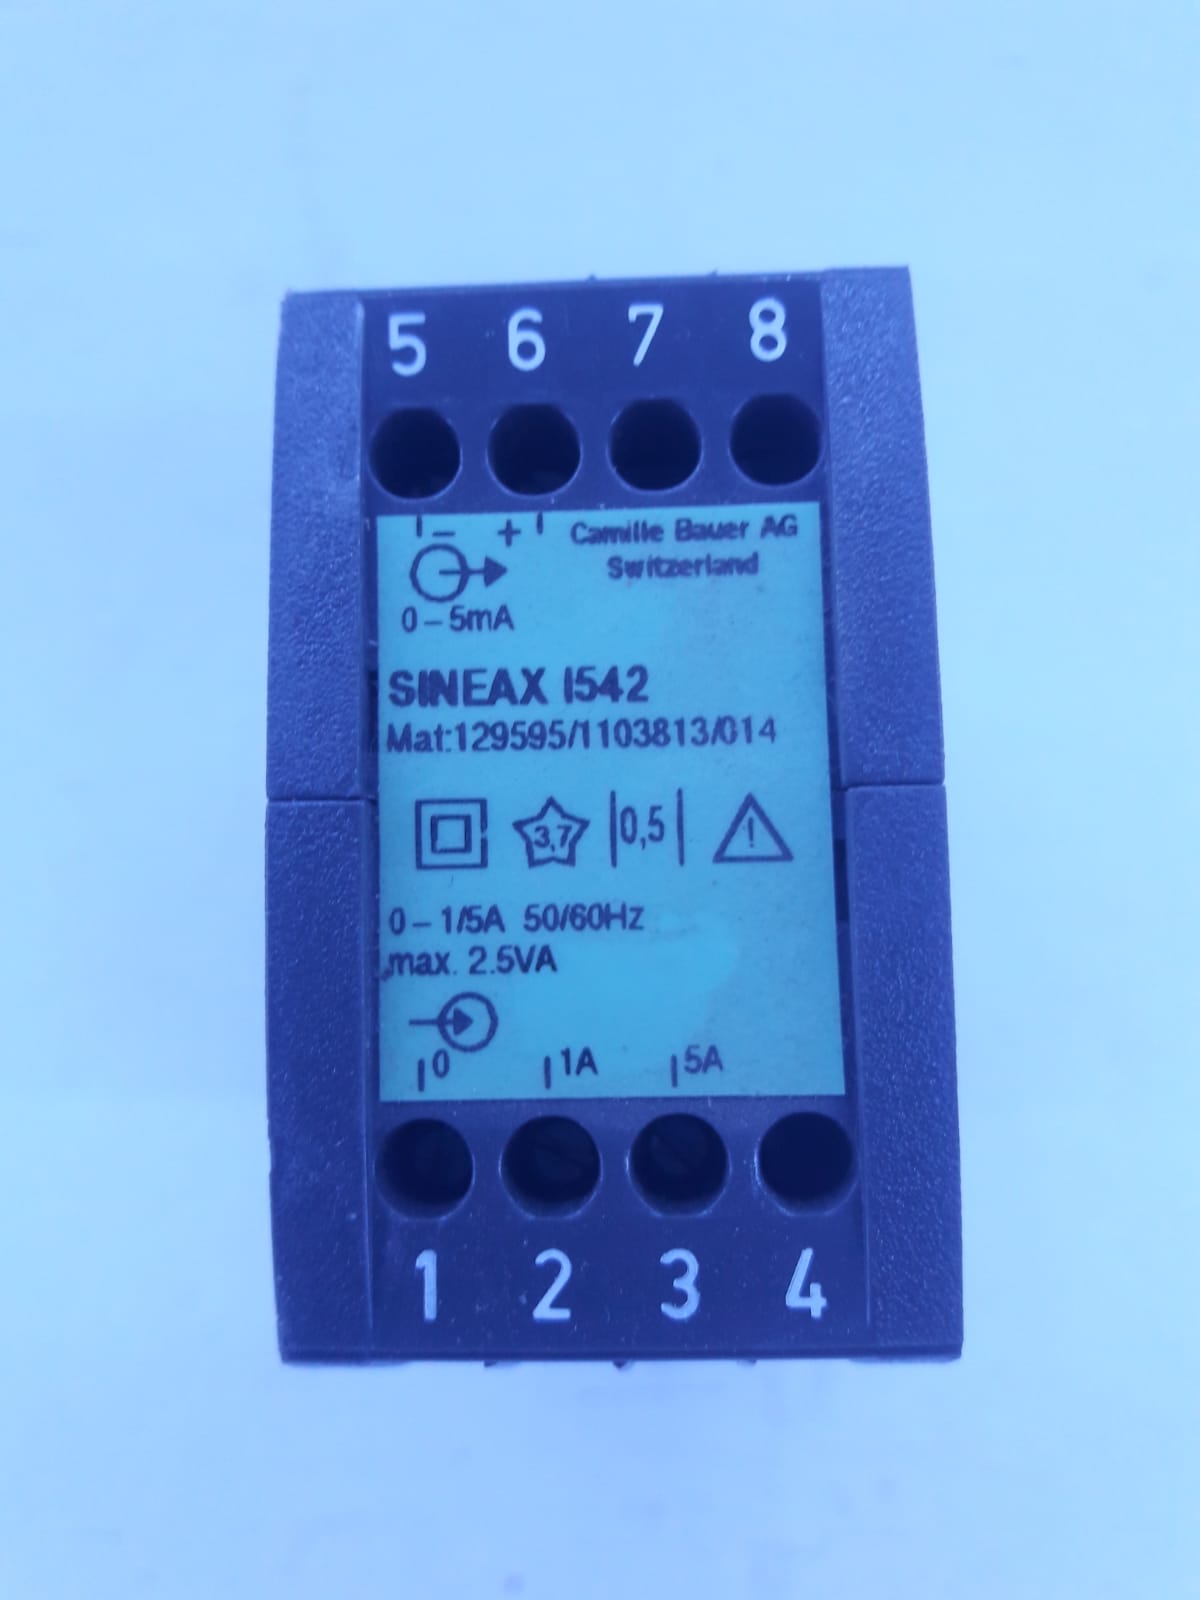 5 6 7 8
– +
Camille Bauer AG
Switzerland
0 – 5mA
SINEAX I542
Mat:129595/1103813/014
3,7 |0,5| !
0 – 1/5A 50/60Hz
max. 2.5VA
0 1A 5A
1 2 3 4